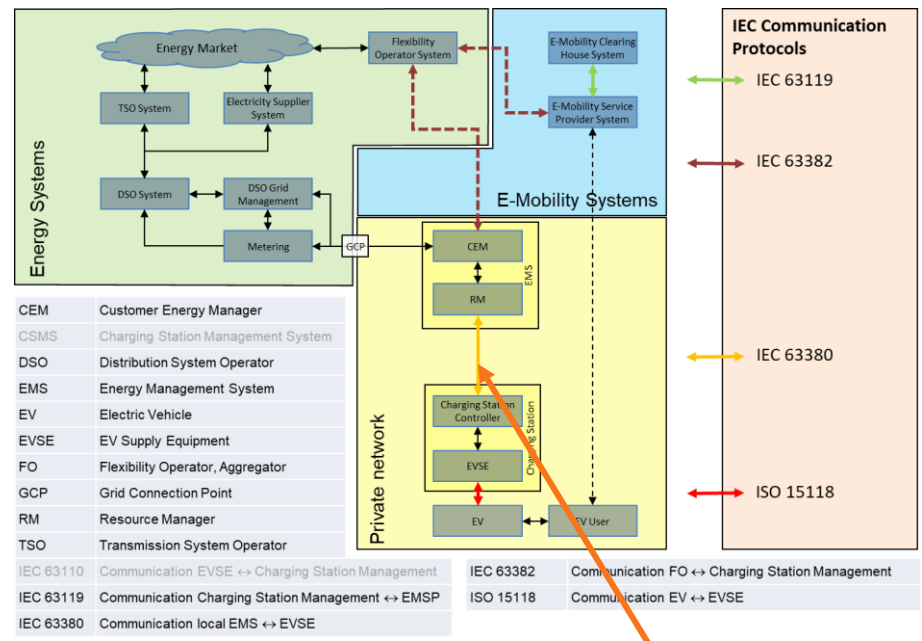 Energy Systems
Energy Market
Flexibility
Operator System
TSO System
Electricity Supplier
System
DSO System
DSO Grid
Management
Metering
GCP
E-Mobility Clearing
House System
E-Mobility Service
Provider System
E-Mobility Systems
Private network
CEM
RM
EMS
Charging Station
Controller
EVSE
Charging Station
EV
EV User
IEC Communication
Protocols
IEC 63119
IEC 63382
IEC 63380
ISO 15118
CEM Customer Energy Manager
CSMS Charging Station Management System
DSO Distribution System Operator
EMS Energy Management System
EV Electric Vehicle
EVSE EV Supply Equipment
FO Flexibility Operator, Aggregator
GCP Grid Connection Point
RM Resource Manager
TSO Transmission System Operator
IEC 63110 Communication EVSE ↔ Charging Station Management
IEC 63119 Communication Charging Station Management ↔ EMSP
IEC 63380 Communication local EMS ↔ EVSE
IEC 63382 Communication FO ↔ Charging Station Management
ISO 15118 Communication EV ↔ EVSE